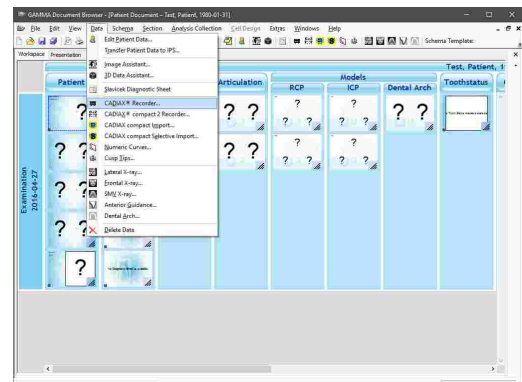 GAMMA Document Browser - [Patient Document - Test, Patient, 1980-01-31]
File Edit View Data Schema Section Analysis Collection Cell Design Extras Windows Help
Schema Template:
Workspace Presentation
Edit Patient Data...
Transfer Patient Data to IPS...
Image Assistant...
3D Data Assistant...
Slavicek Diagnostic Sheet
CADIAX® Recorder...
CADIAX® compact 2 Recorder...
CADIAX compact Import...
CADIAX compact Selective Import...
Numeric Curves...
Cusp Tips...
Lateral X-ray...
Frontal X-ray...
SMV X-ray...
Anterior Guidance...
Dental Arch...
Delete Data
Test, Patient, 1
Patient
Articulation
Models
RCP
ICP
Dental Arch
Toothstatus
Examination
2016-04-27
?
? ?
? ?
? ?
?
? ?
? ?
?
? ?
?
? ?